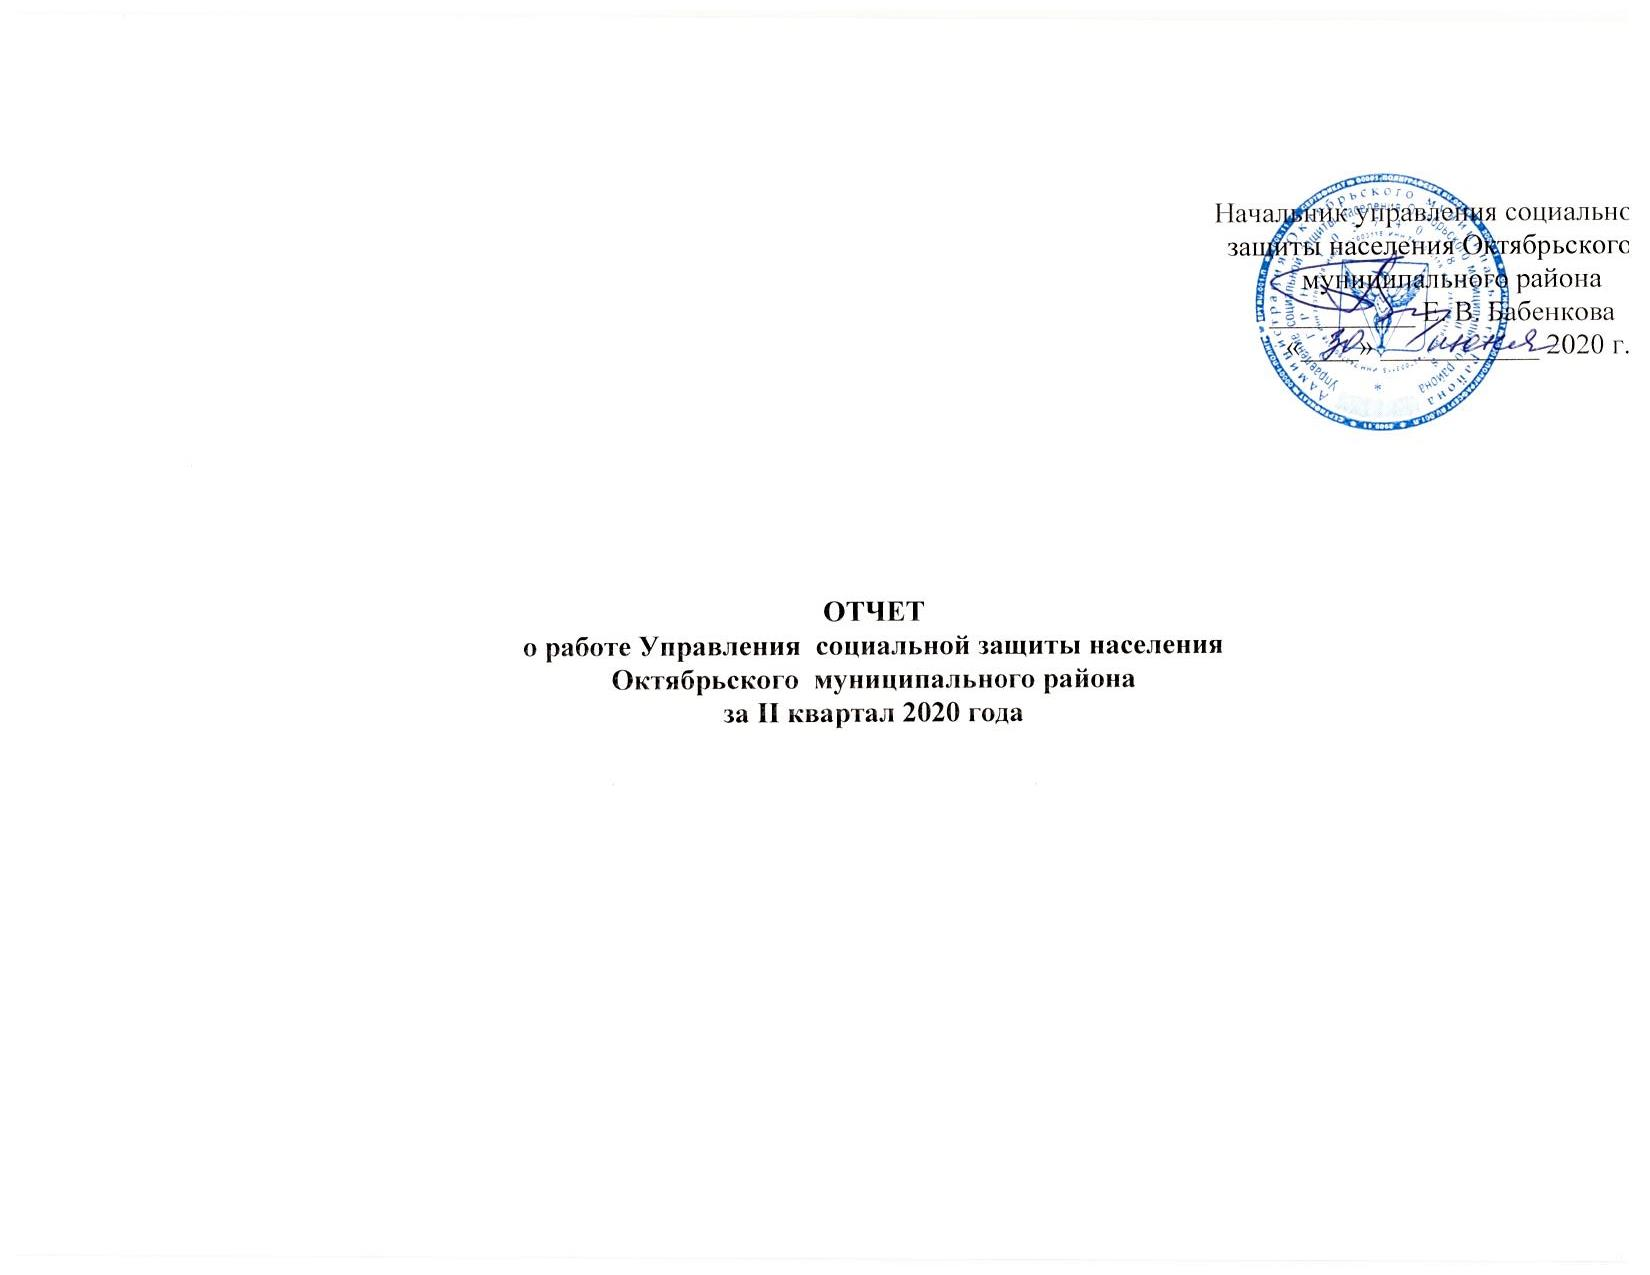 Начальник управления социально
защиты населения Октябрьского
муниципального района
Е. В. Бабенкова
« 30 » июня 2020 г.
ОТЧЕТ
о работе Управления социальной защиты населения
Октябрьского муниципального района
за II квартал 2020 года